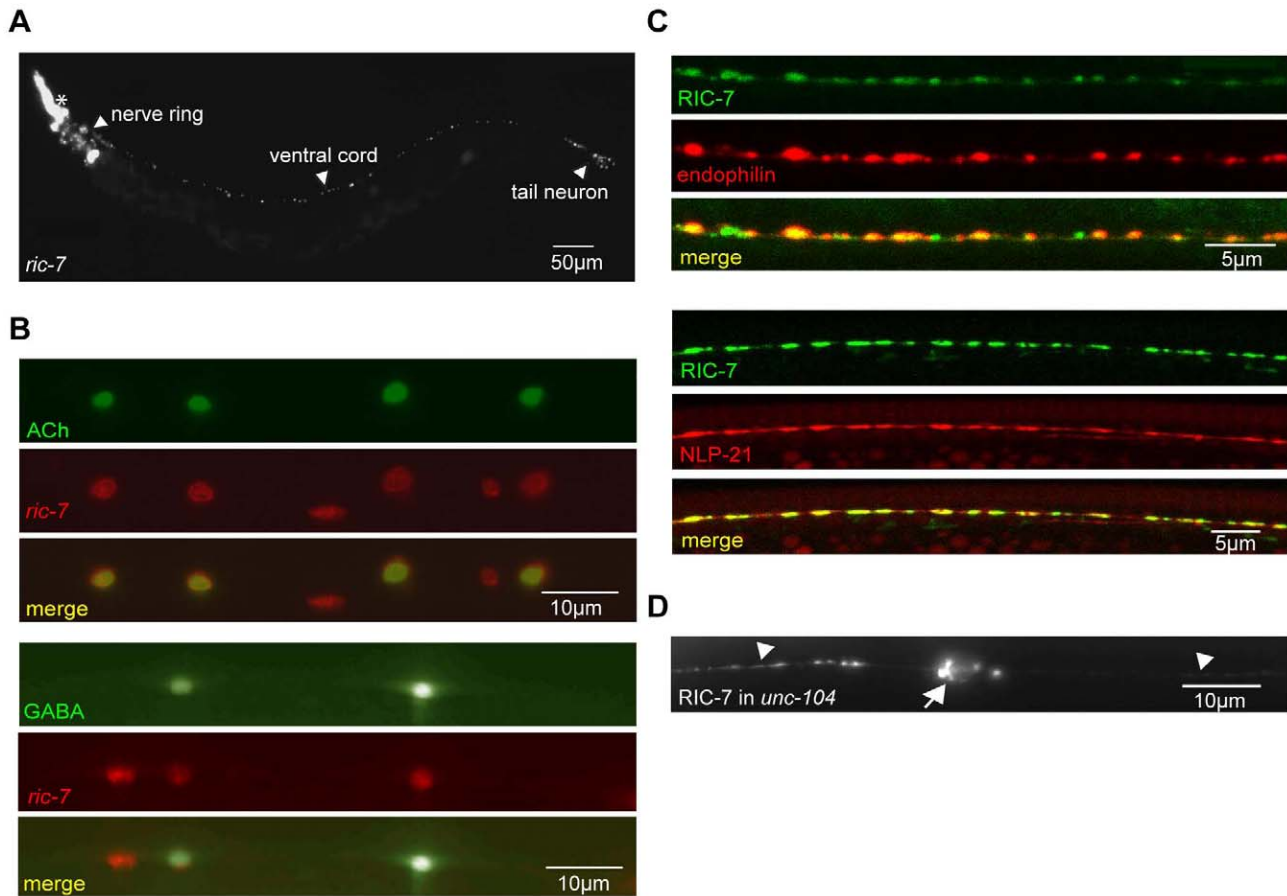 A
*
nerve ring
ventral cord
tail neuron
ric-7
50μm
B
ACh
ric-7
merge
10μm
GABA
ric-7
merge
10μm
C
RIC-7
endophilin
merge
5μm
RIC-7
NLP-21
merge
5μm
D
RIC-7 in unc-104
10μm